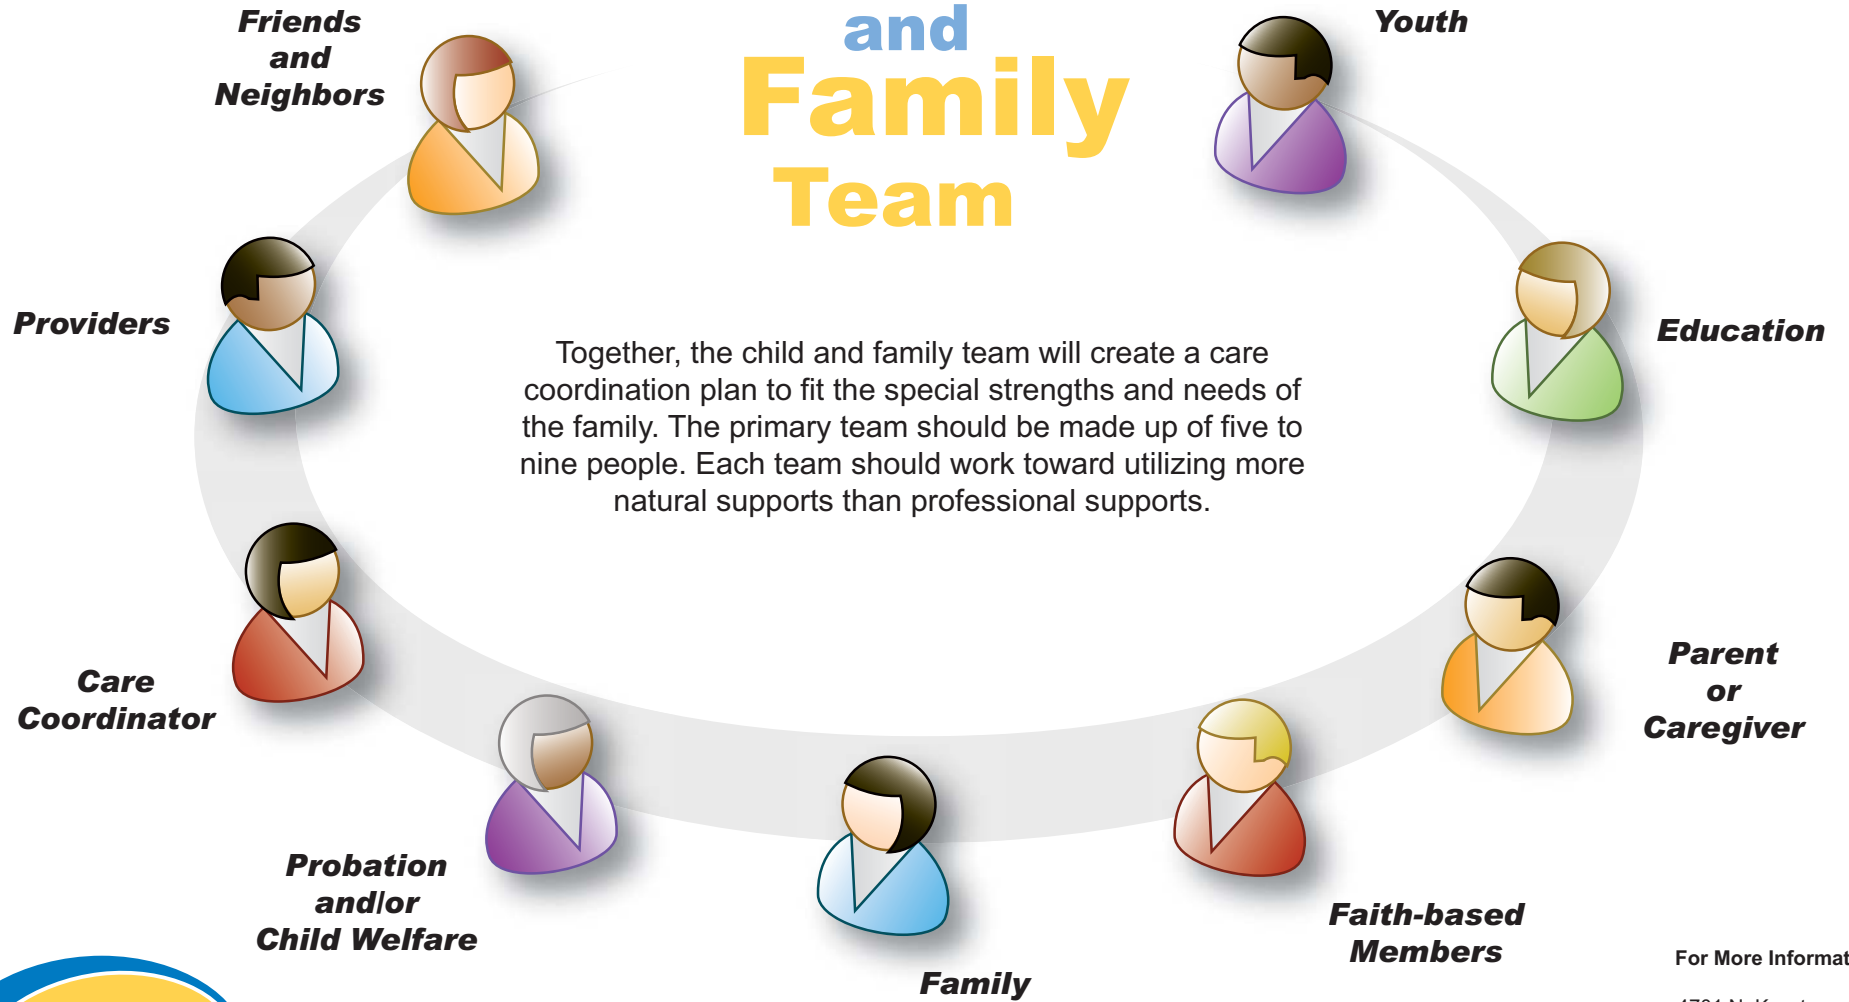 and
Family
Team
Friends
and
Neighbors
Youth
Providers
Education
Together, the child and family team will create a care
coordination plan to fit the special strengths and needs of
the family. The primary team should be made up of five to
nine people. Each team should work toward utilizing more
natural supports than professional supports.
Care
Coordinator
Parent
or
Caregiver
Probation
and/or
Child Welfare
Faith-based
Members
Family
For More